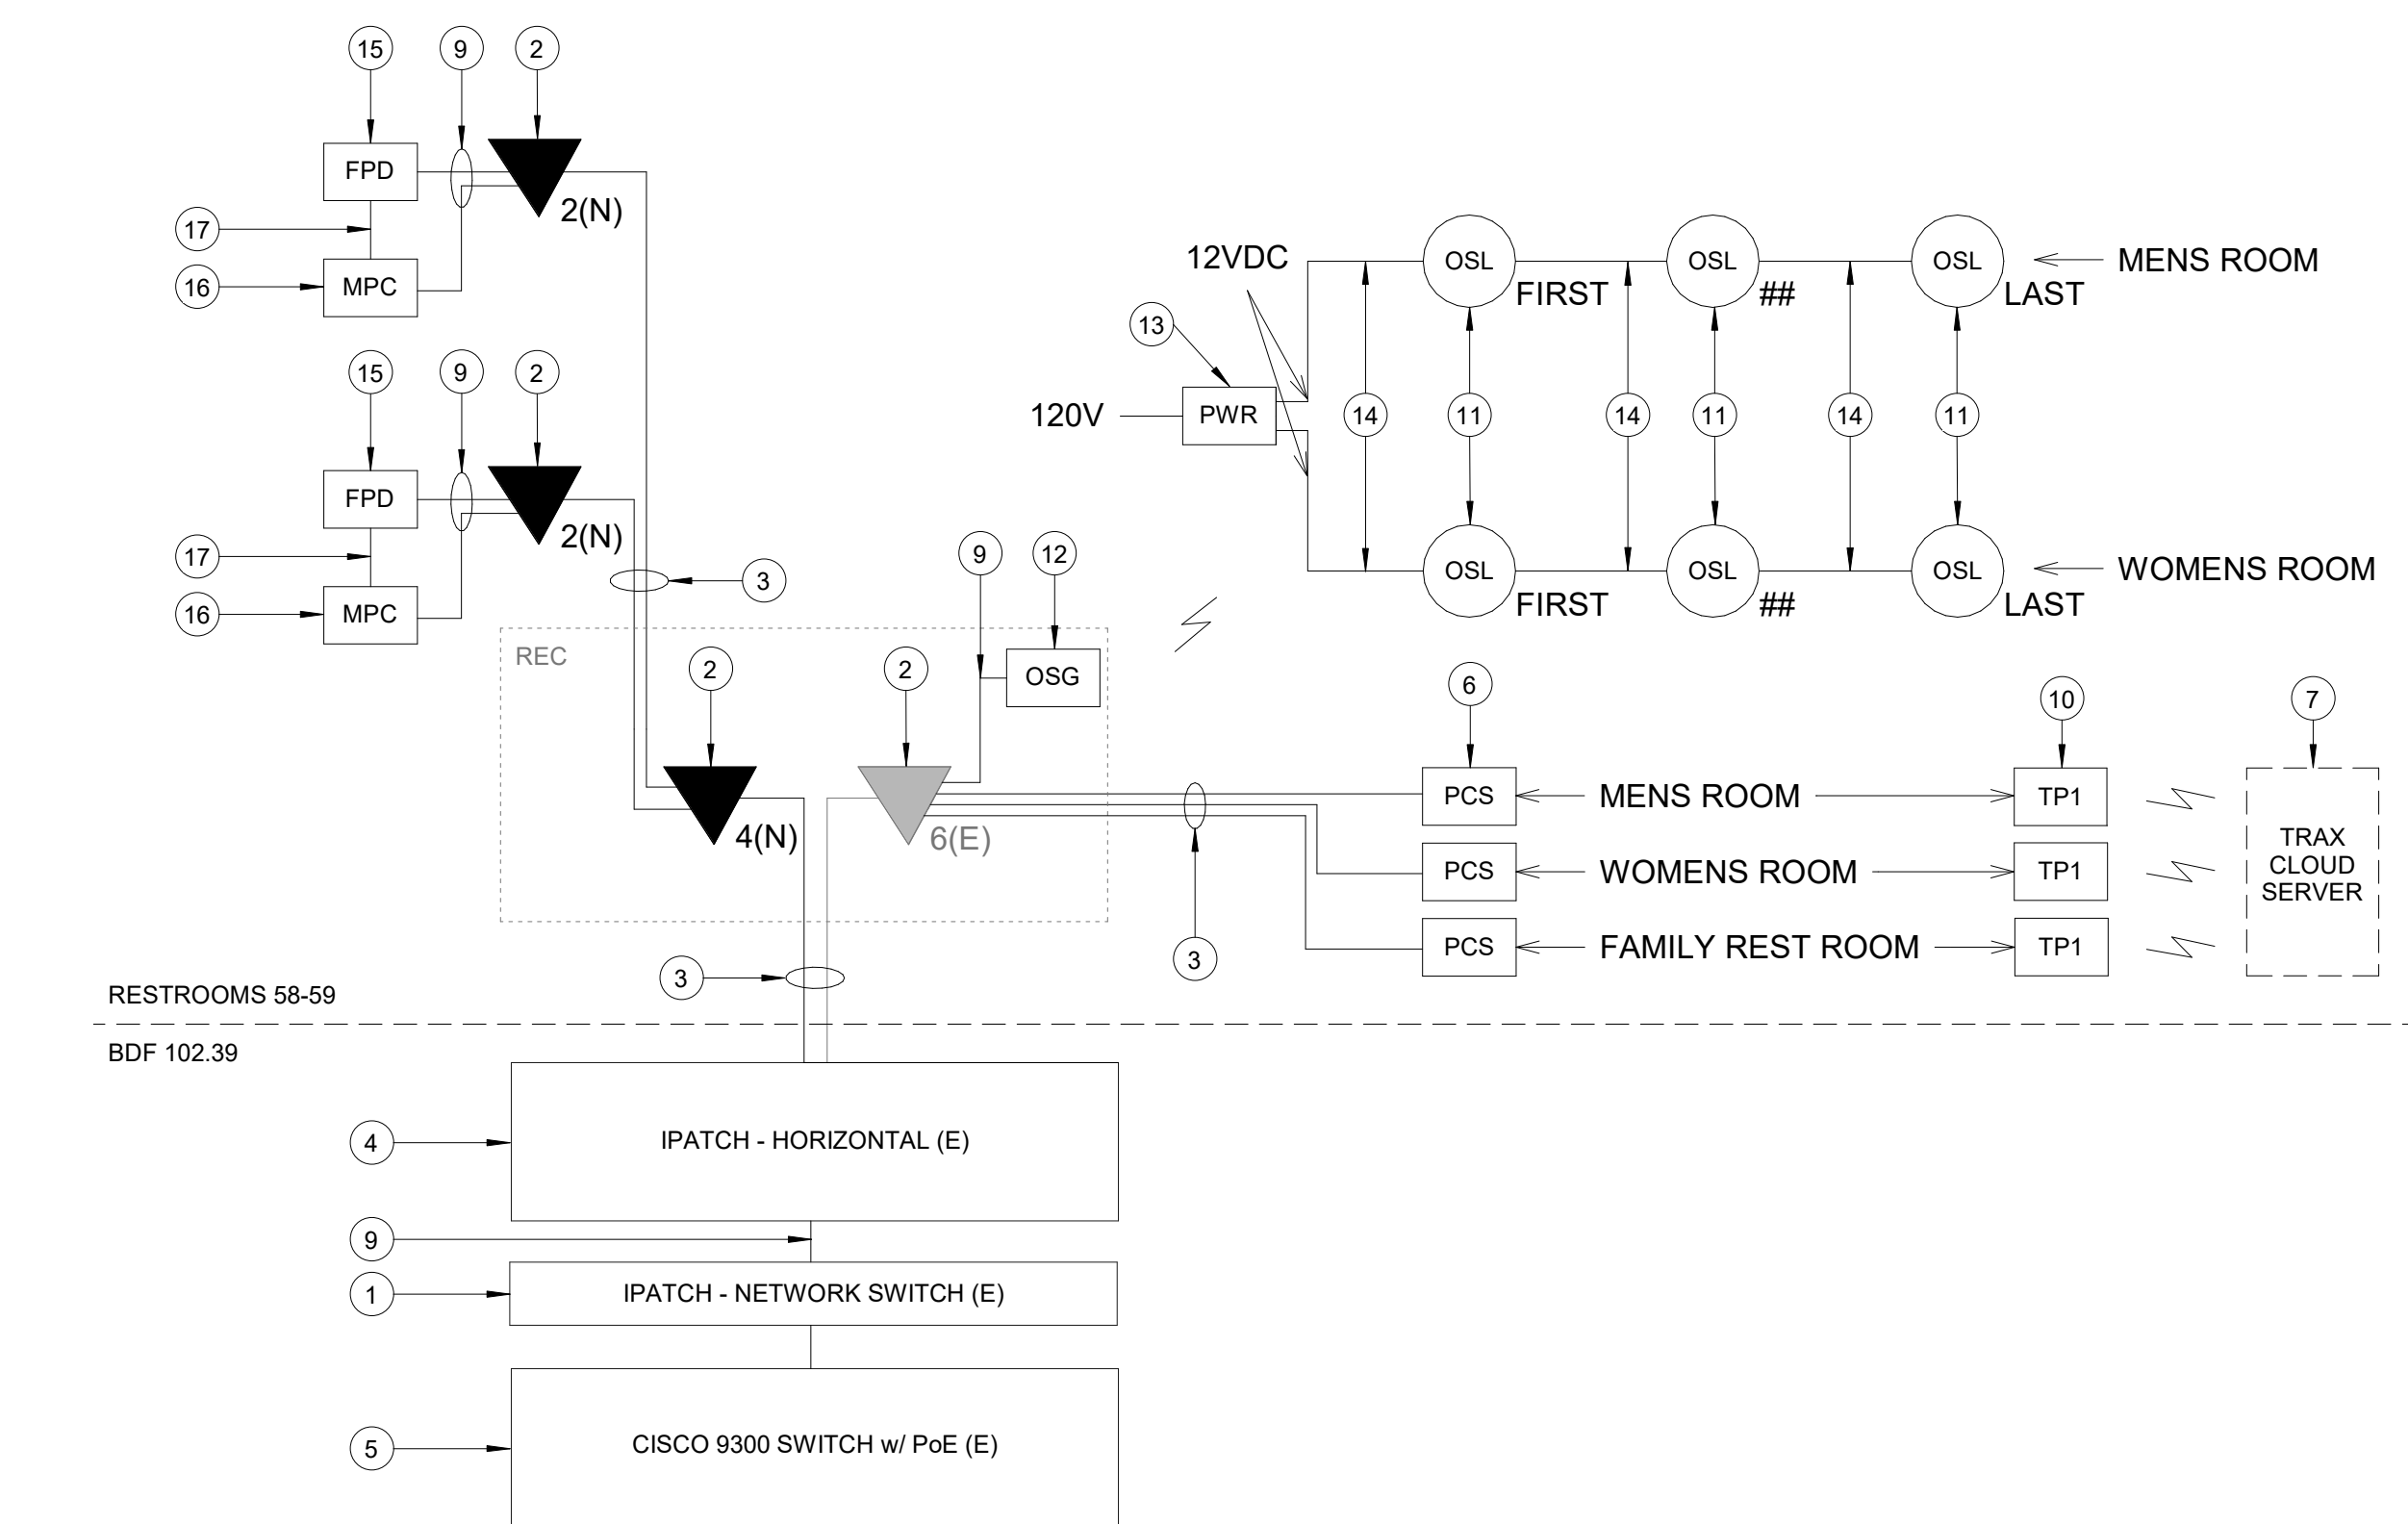 15
9
2
FPD
2(N)
17
16
MPC
15
9
2
FPD
2(N)
17
16
MPC
3
12VDC
13
120V
PWR
OSL
FIRST
OSL
##
OSL
LAST
MENS ROOM
14
11
14
11
14
11
OSL
FIRST
OSL
##
OSL
LAST
WOMENS ROOM
REC
9
12
OSG
2
2
4(N)
6(E)
3
3
6
10
7
PCS
MENS ROOM
TP1
PCS
WOMENS ROOM
TP1
PCS
FAMILY REST ROOM
TP1
TRAX
CLOUD
SERVER
RESTROOMS 58-59
BDF 102.39
4
IPATCH - HORIZONTAL (E)
9
1
IPATCH - NETWORK SWITCH (E)
5
CISCO 9300 SWITCH w/ PoE (E)